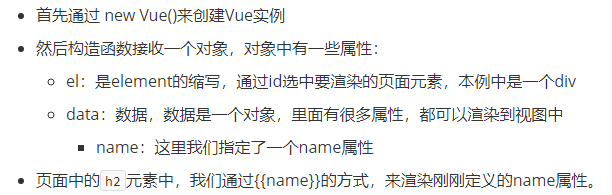 首先通过 new Vue()来创建Vue实例
然后构造函数接收一个对象，对象中有一些属性：
el：是element的缩写，通过id选中要渲染的页面元素，本例中是一个div
data：数据，数据是一个对象，里面有很多属性，都可以渲染到视图中
name：这里我们指定了一个name属性
页面中的h2元素中，我们通过{{name}}的方式，来渲染刚刚定义的name属性。